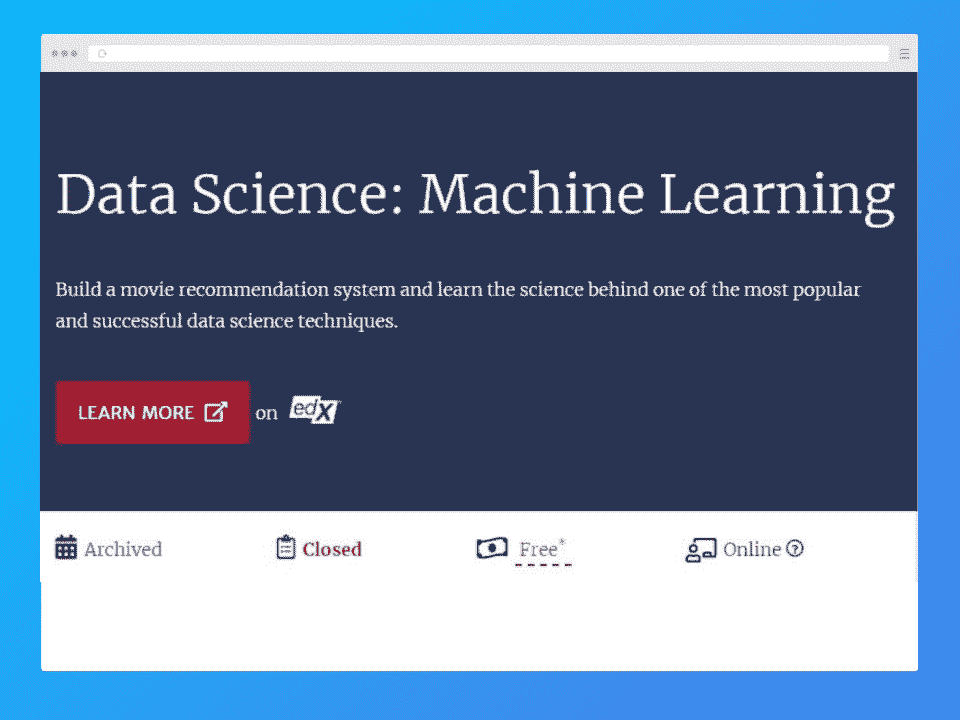 Data Science: Machine Learning
Build a movie recommendation system and learn the science behind one of the most popular
and successful data science techniques.
LEARN MORE on edX
Archived Closed Free* Online ?